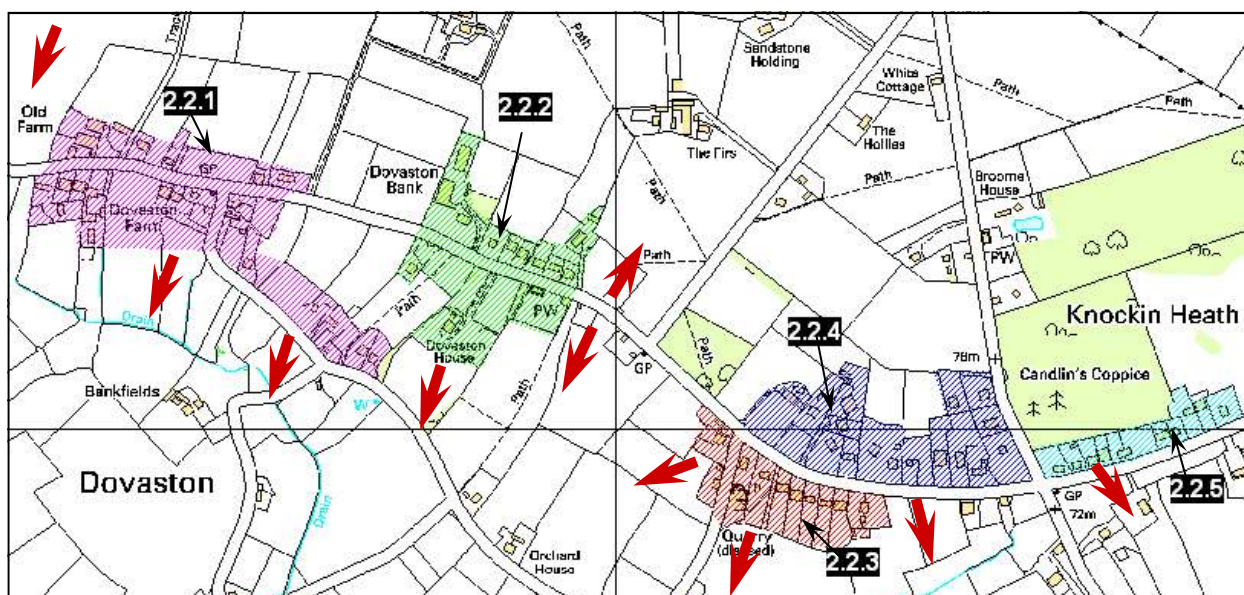 Track
Path
Path
Sandstone
Holding
White
Cottage
Path
Path
Old
Farm
2.2.1
2.2.2
The
Hollies
The Firs
GP
Dovaston
Bank
Path
Path
Broome
House
Dovaston
Farm
Path
PW
Path
PW
Drain
Knockin Heath
Dovaston
House
Path
GP
Path
2.2.4
78m
Candlin's Coppice
Bankfields
W
Dovaston
Drain
2.2.5
GP
72m
Orchard
House
Quarry
(disused)
2.2.3